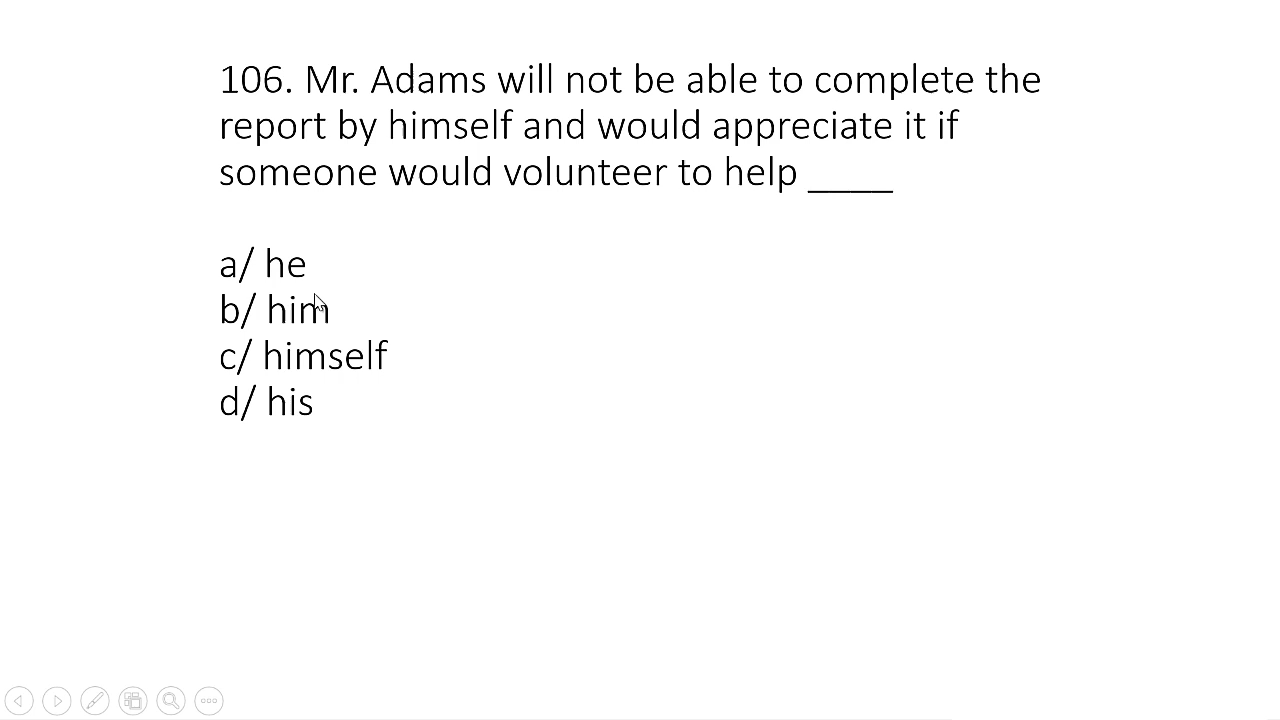 106. Mr. Adams will not be able to complete the
report by himself and would appreciate it if
someone would volunteer to help ____
a/ he
b/ him
c/ himself
d/ his